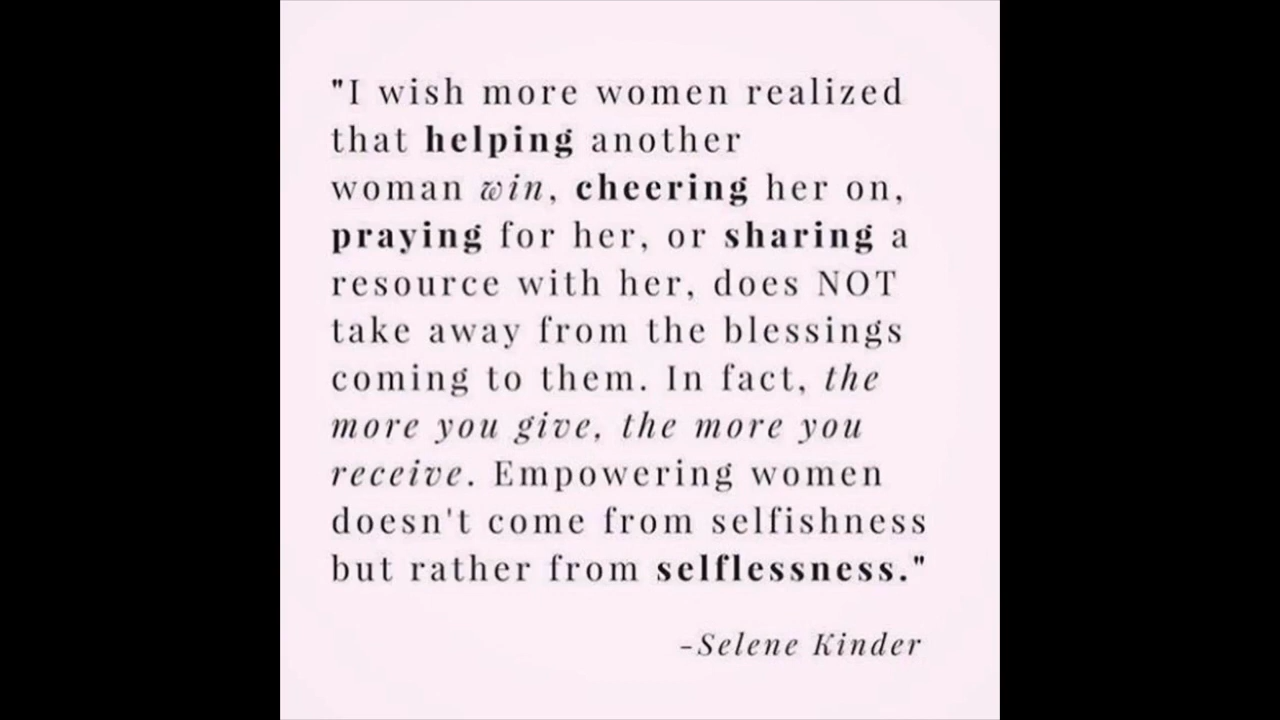 "I wish more women realized
that helping another
woman win, cheering her on,
praying for her, or sharing a
resource with her, does NOT
take away from the blessings
coming to them. In fact, the
more you give, the more you
receive. Empowering women
doesn't come from selfishness
but rather from selflessness."
-Selene Kinder